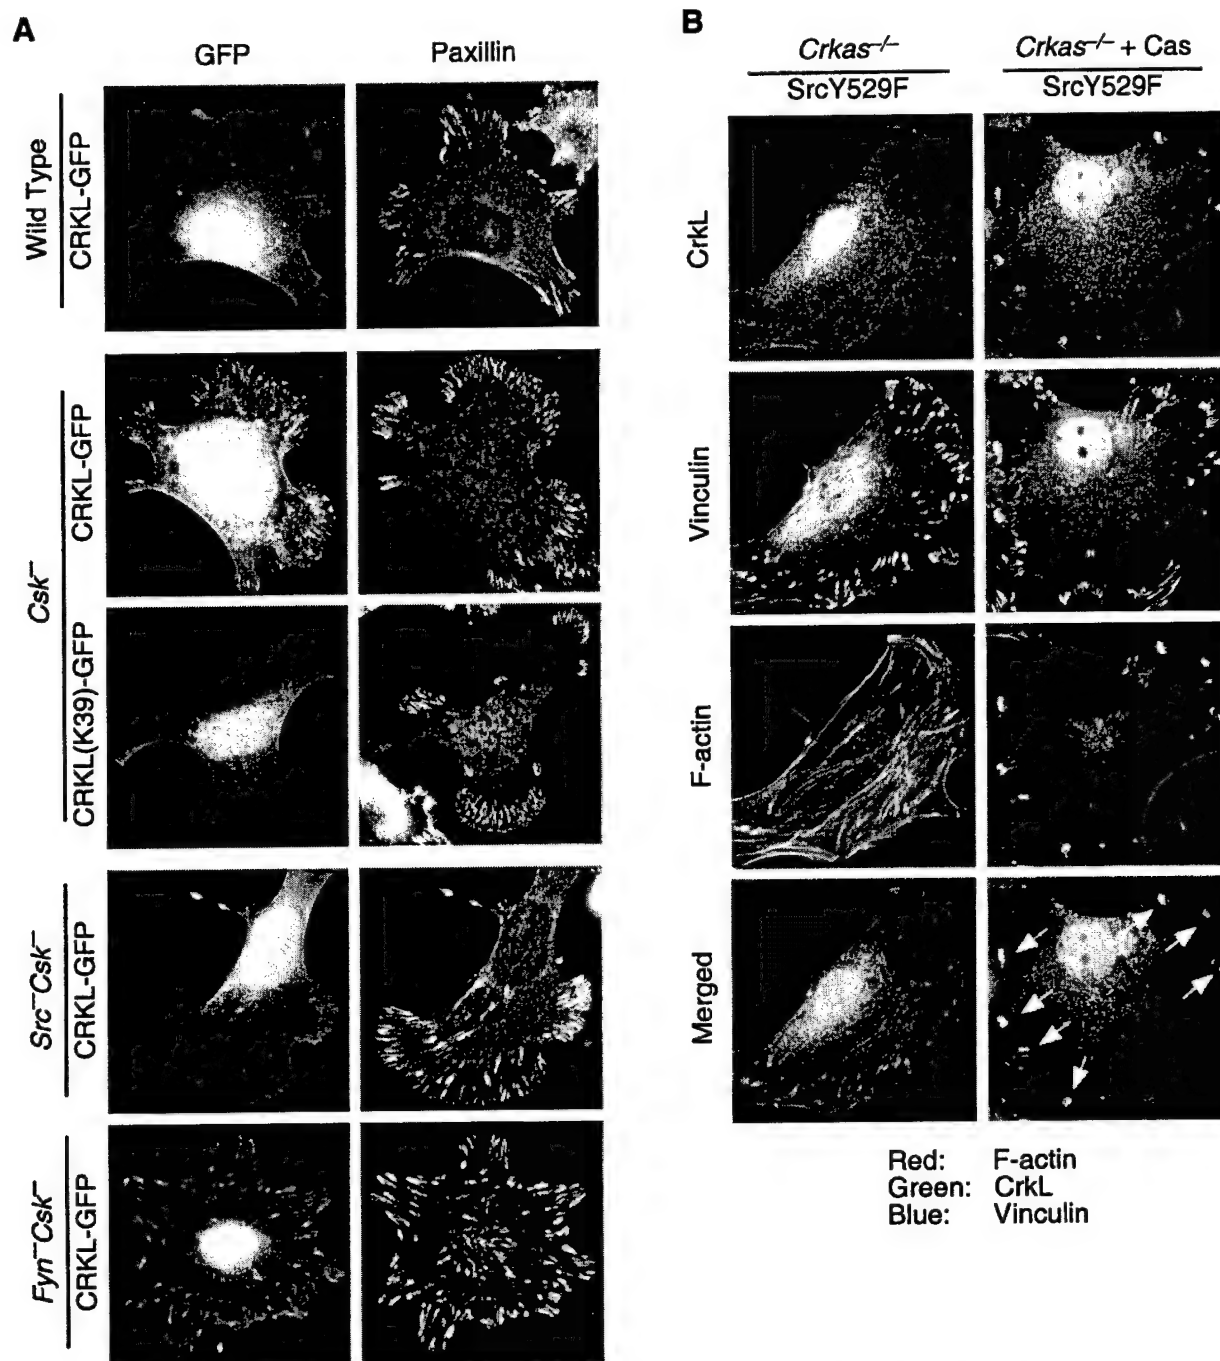 A
GFP
Paxillin
Wild Type
CRKL-GFP
Csk⁻
CRKL-GFP
CRKL(K39)-GFP
Src⁻Csk⁻
CRKL-GFP
Fyn⁻Csk⁻
CRKL-GFP
B
Crkas⁻/⁻
SrcY529F
Crkas⁻/⁻ + Cas
SrcY529F
CrkL
Vinculin
F-actin
Merged
Red: F-actin
Green: CrkL
Blue: Vinculin